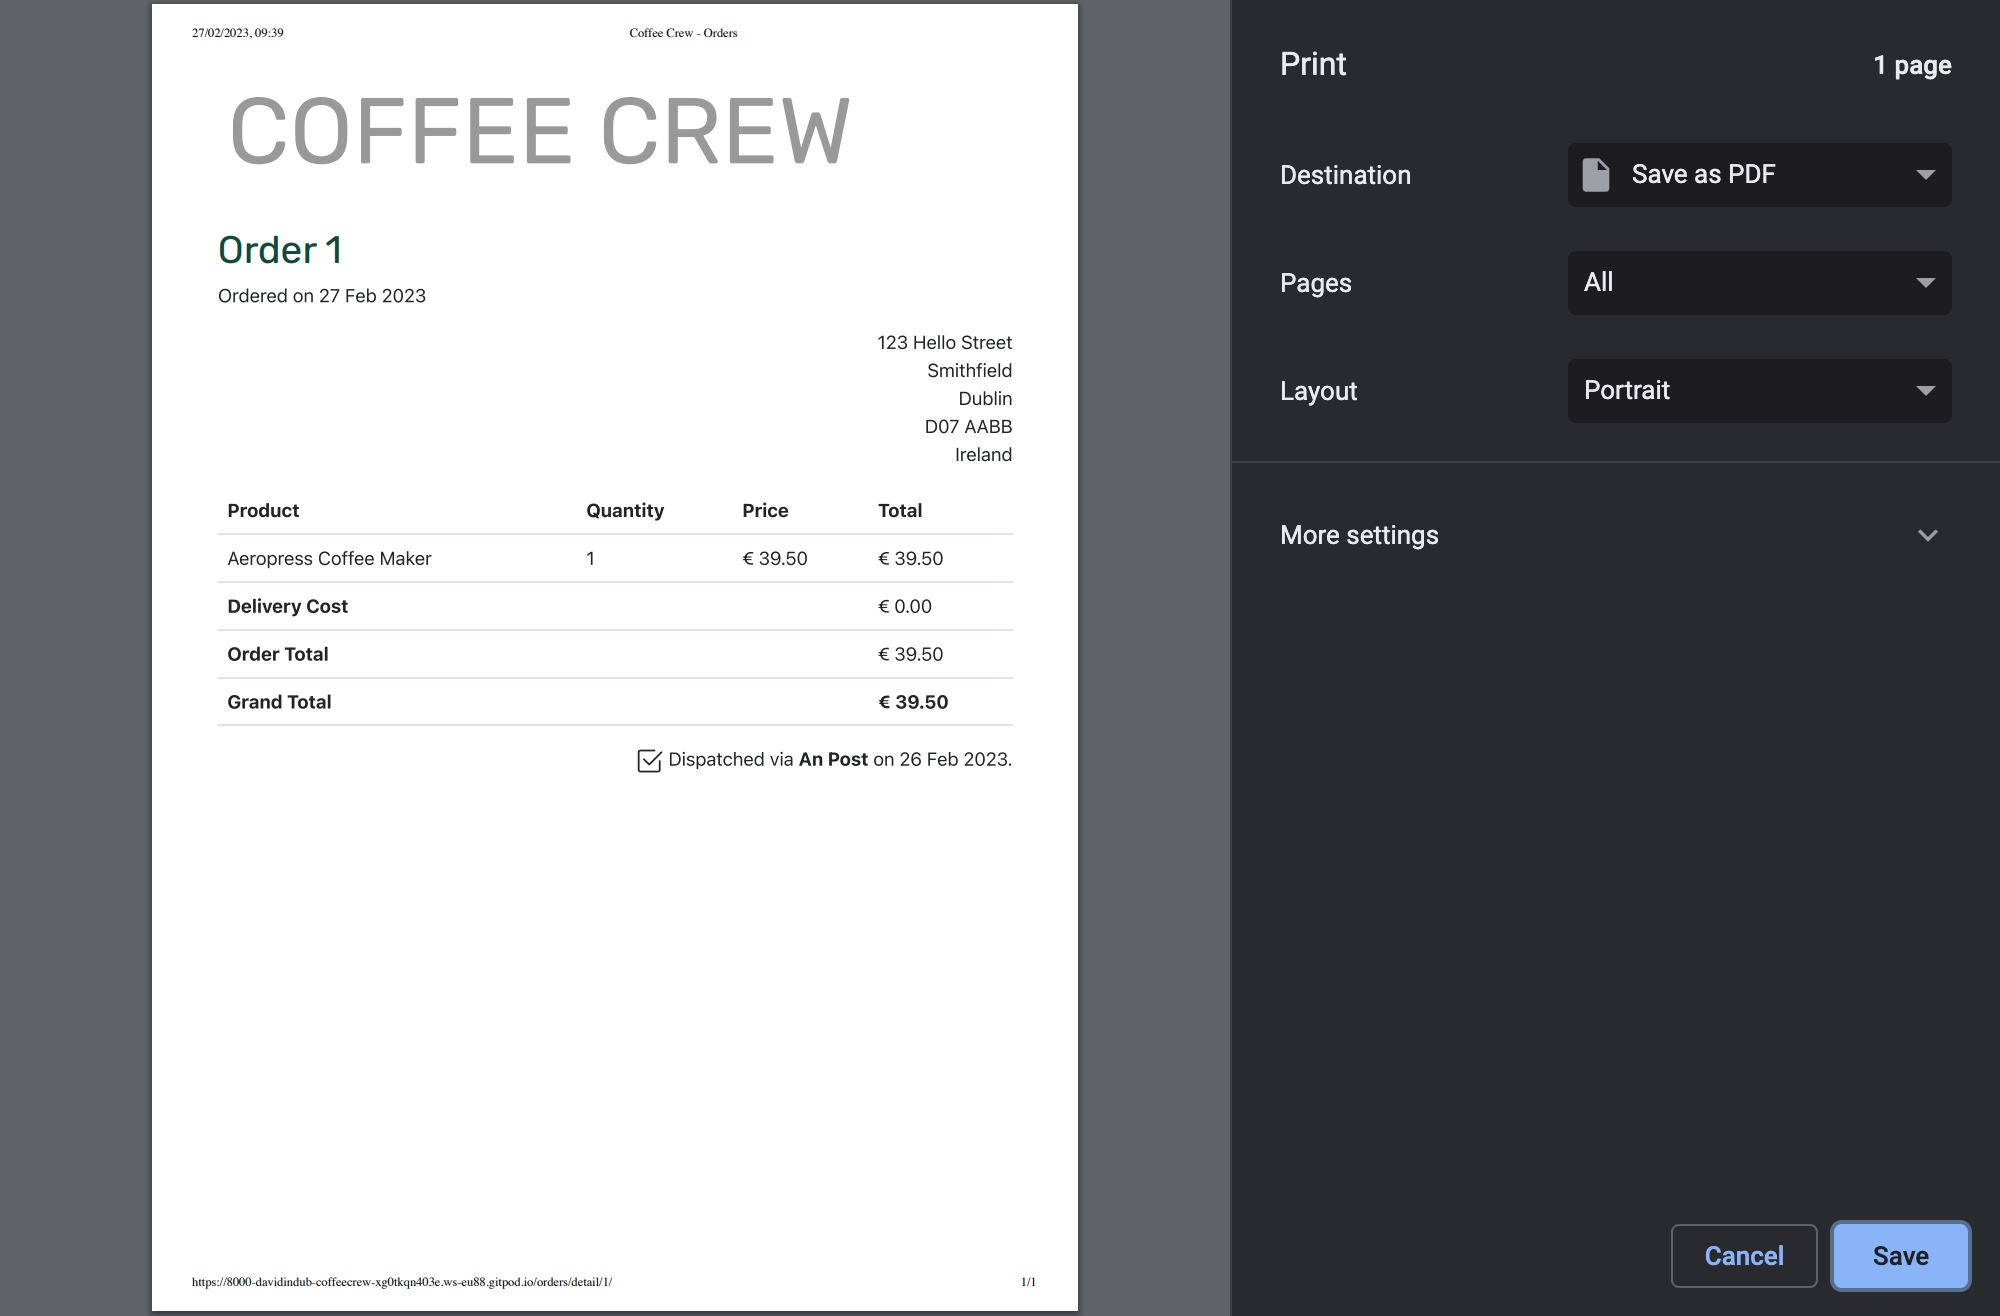 27/02/2023, 09:39 Coffee Crew - Orders
COFFEE CREW
Order 1
Ordered on 27 Feb 2023
123 Hello Street
Smithfield
Dublin
D07 AABB
Ireland
Product Quantity Price Total
Aeropress Coffee Maker 1 € 39.50 € 39.50
Delivery Cost € 0.00
Order Total € 39.50
Grand Total € 39.50
Dispatched via An Post on 26 Feb 2023.
https://8000-davidindub-coffeecrew-xg0tkqn403e.ws-eu88.gitpod.io/orders/detail/1/ 1/1
Print 1 page
Destination Save as PDF
Pages All
Layout Portrait
More settings
Cancel Save